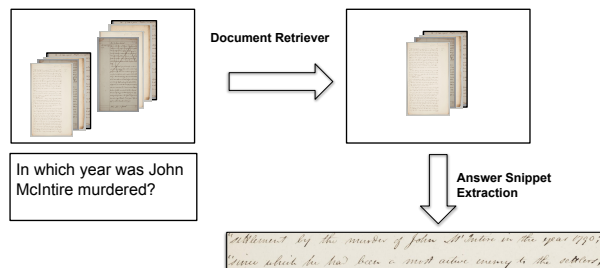 Document Retriever
In which year was John
McIntire murdered?
Answer Snippet
Extraction
"settlement by the murder of John McIntire in the year 1790;
"since which he had been a most active enemy to the settlers,